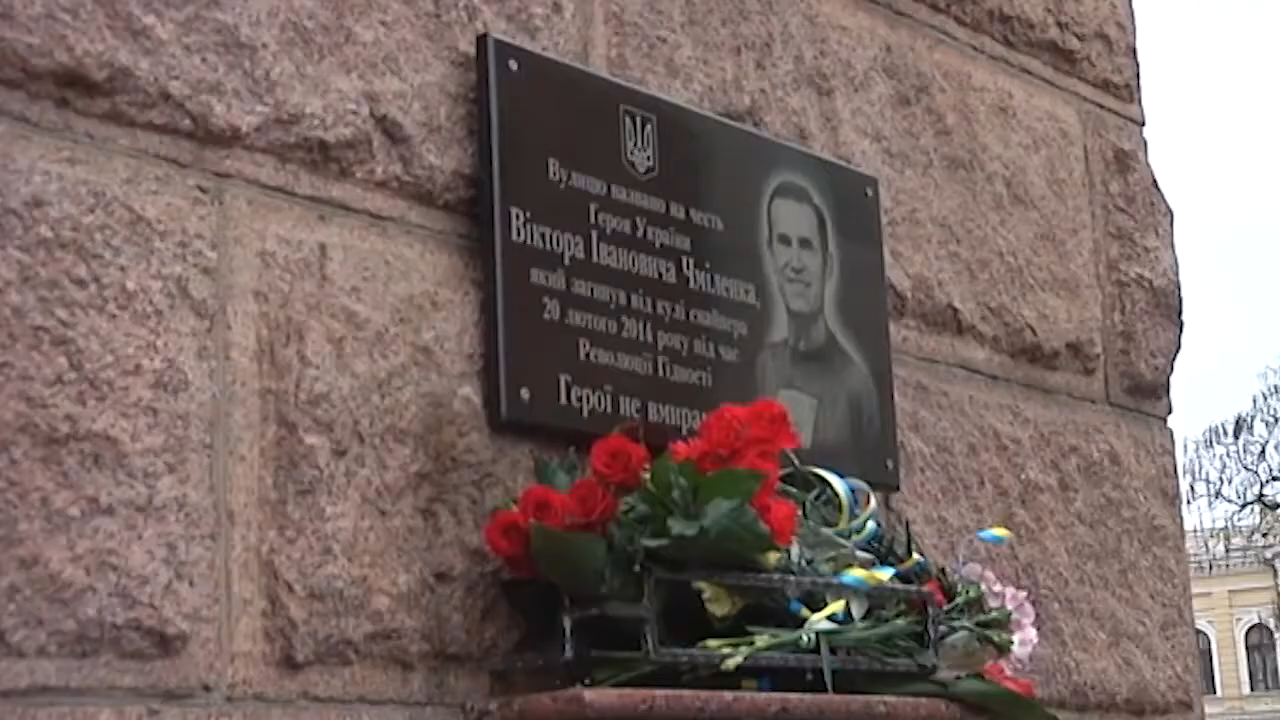 Вулицю названо на честь
Героя України
Віктора Івановича Чміленка,
який загинув від кулі снайпера
20 лютого 2014 року під час
Революції Гідності
Герої не